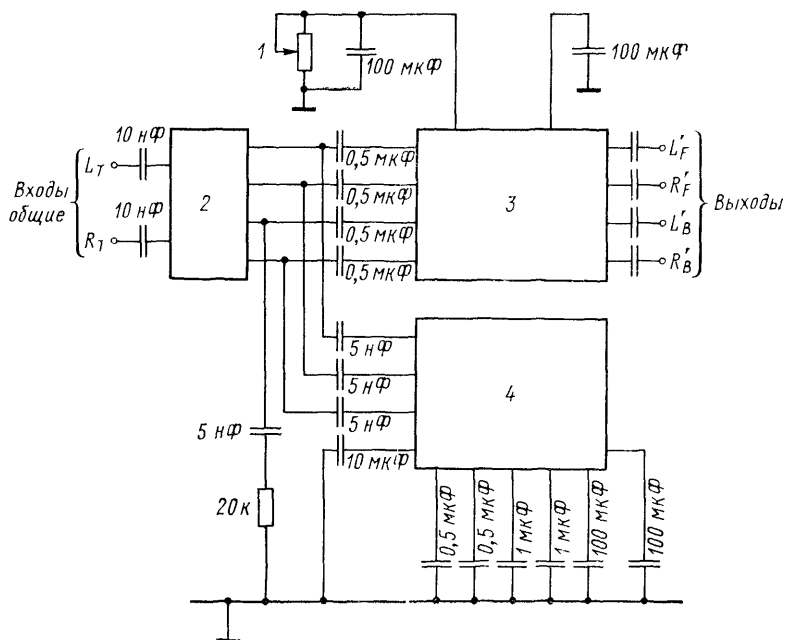 1
100 мкФ
100 мкФ
10 нФ
Входы общие
L_T
10 нФ
R_T
2
0,5 мкФ
0,5 мкФ
0,5 мкФ
0,5 мкФ
3
L'_F
R'_F
L'_B
R'_B
Выходы
5 нФ
5 нФ
5 нФ
10 мкФ
4
5 нФ
20к
0,5 мкФ
0,5 мкФ
1 мкФ
1 мкФ
100 мкФ
100 мкФ